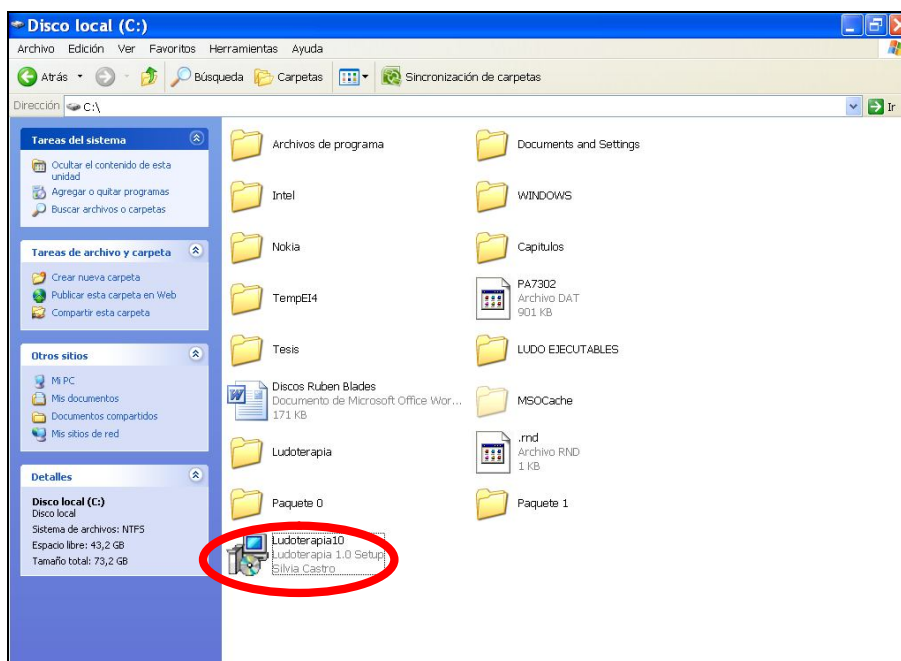 Disco local (C:)
Archivo Edición Ver Favoritos Herramientas Ayuda
Atrás Búsqueda Carpetas Sincronización de carpetas
Dirección C:\ Ir
Tareas del sistema
Ocultar el contenido de esta
unidad
Agregar o quitar programas
Buscar archivos o carpetas
Tareas de archivo y carpeta
Crear nueva carpeta
Publicar esta carpeta en Web
Compartir esta carpeta
Otros sitios
Mi PC
Mis documentos
Documentos compartidos
Mis sitios de red
Detalles
Disco local (C:)
Disco local
Sistema de archivos: NTFS
Espacio libre: 43,2 GB
Tamaño total: 73,2 GB
Archivos de programa
Documents and Settings
Intel
WINDOWS
Nokia
Capitulos
TempEI4
PA7302
Archivo DAT
901 KB
Tesis
LUDO EJECUTABLES
Discos Ruben Blades
Documento de Microsoft Office Wor...
171 KB
MSOCache
Ludoterapia
.rnd
Archivo RND
1 KB
Paquete 0
Paquete 1
Ludoterapia10
Ludoterapia 1.0 Setup
Silvia Castro